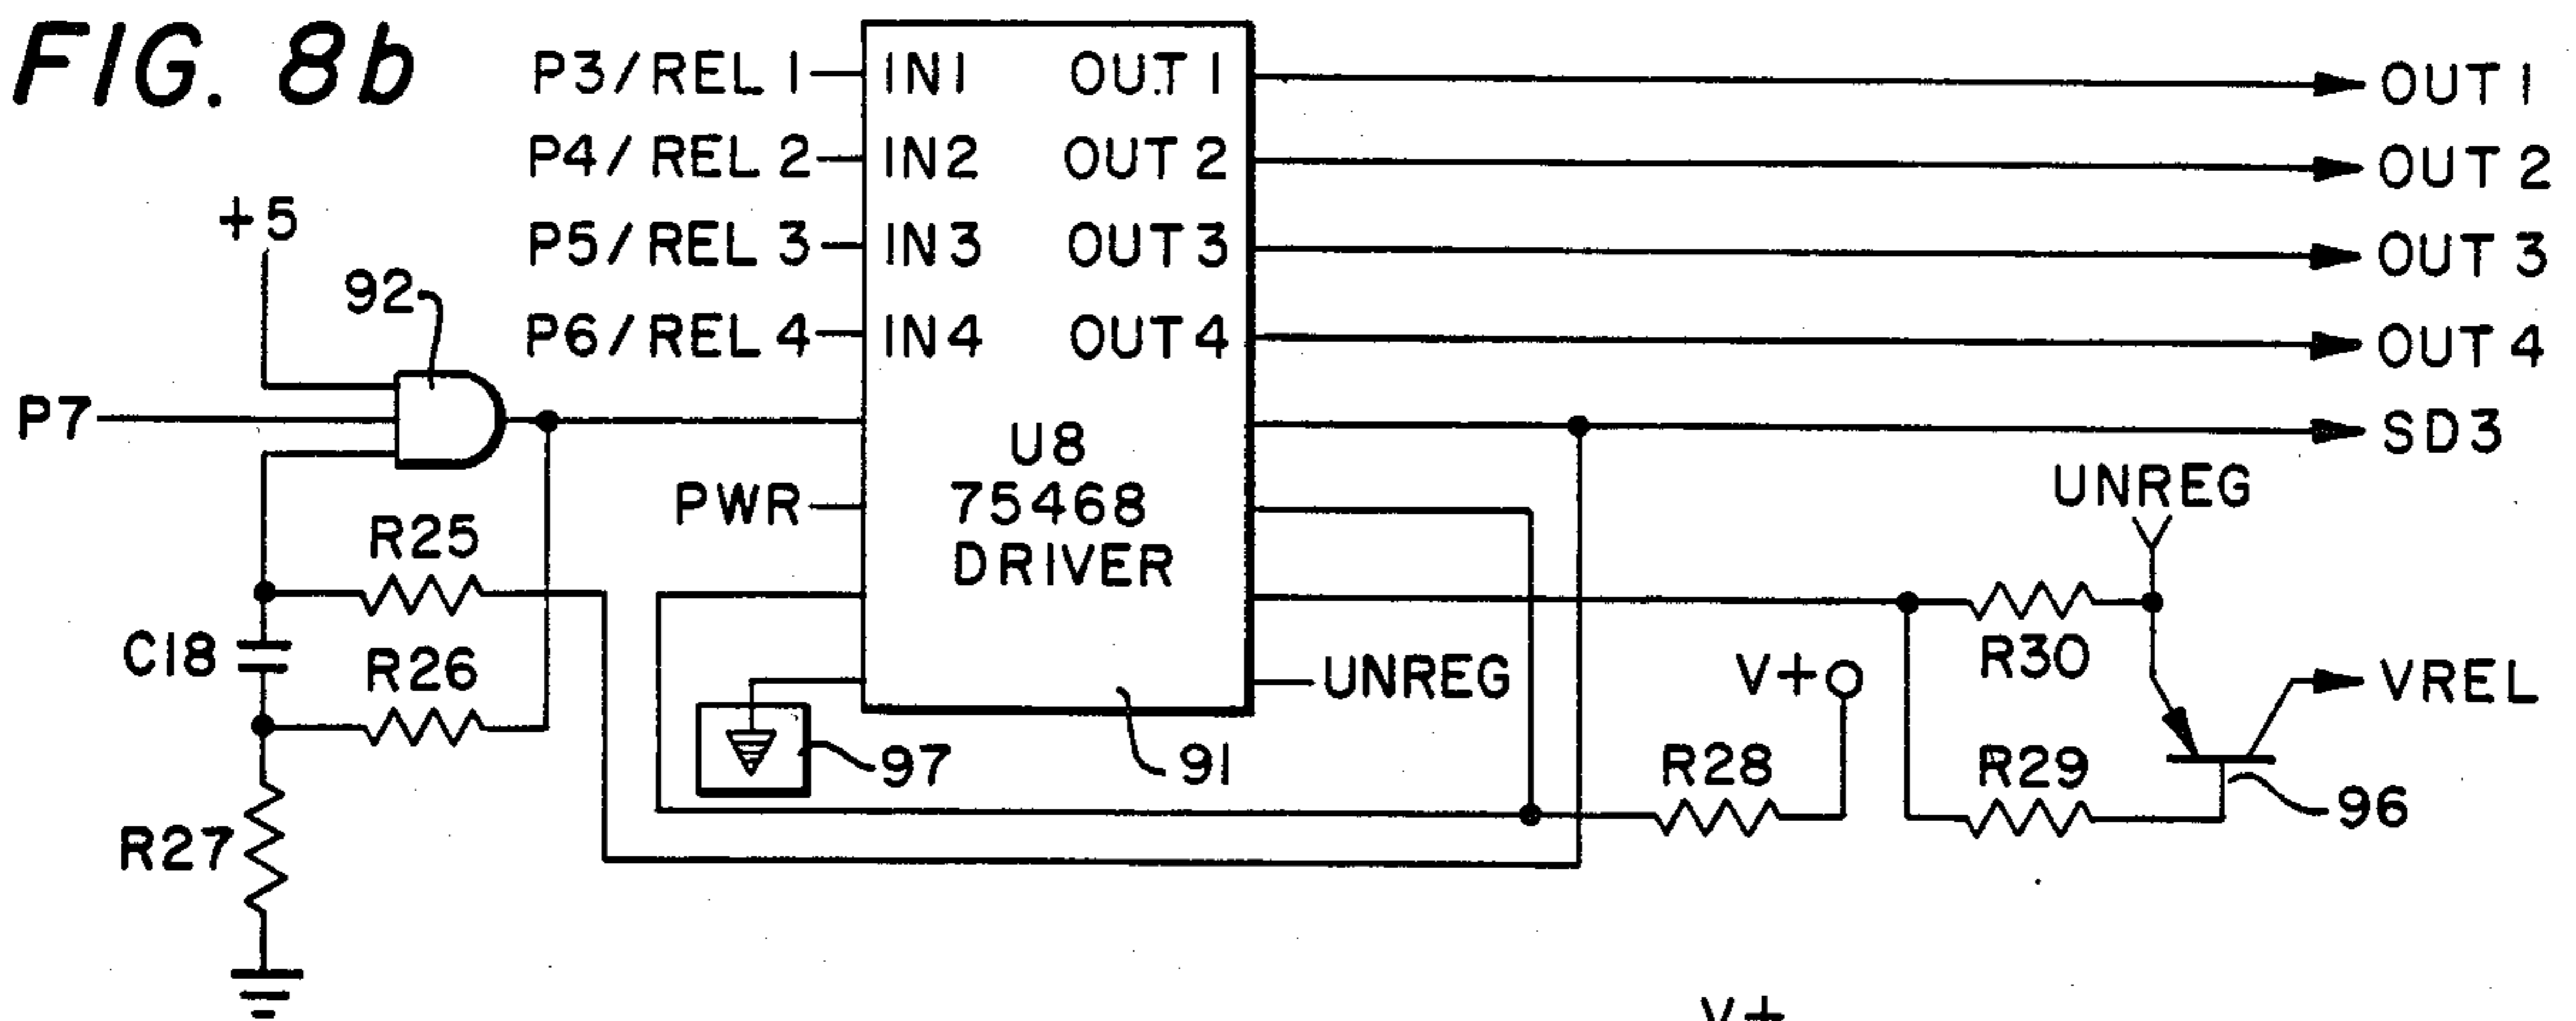 FIG. 8b
P3/REL 1 IN1 OUT 1 OUT 1
P4/REL 2 IN2 OUT 2 OUT 2
P5/REL 3 IN3 OUT 3 OUT 3
P6/REL 4 IN4 OUT 4 OUT 4
+5
92
P7
U8
75468
DRIVER
SD3
PWR
UNREG
R25
C18
R26
R27
97
91
UNREG
R30
V+
VREL
R28
R29
96
V+